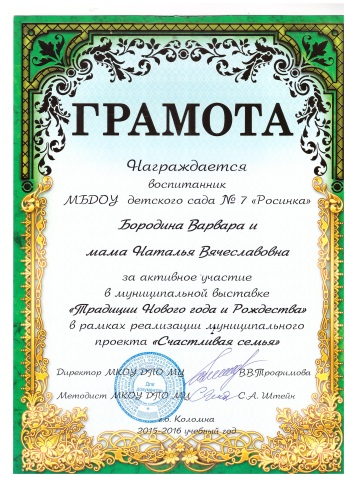 ГРАМОТА
Награждается
воспитанник
МБДОУ детского сада № 7 «Росинка»
Бородина Варвара и
мама Наталья Вячеславовна
за активное участие
в муниципальной выставке
«Традиции Нового года и Рождества»
в рамках реализации муниципального
проекта «Счастливая семья»
Директор МКОУ ДПО МЦ В.В.Трофимова
Методист МКОУ ДПО МЦ С.А. Штейн
Для документов
г.о. Коломна
2015-2016 учебный год